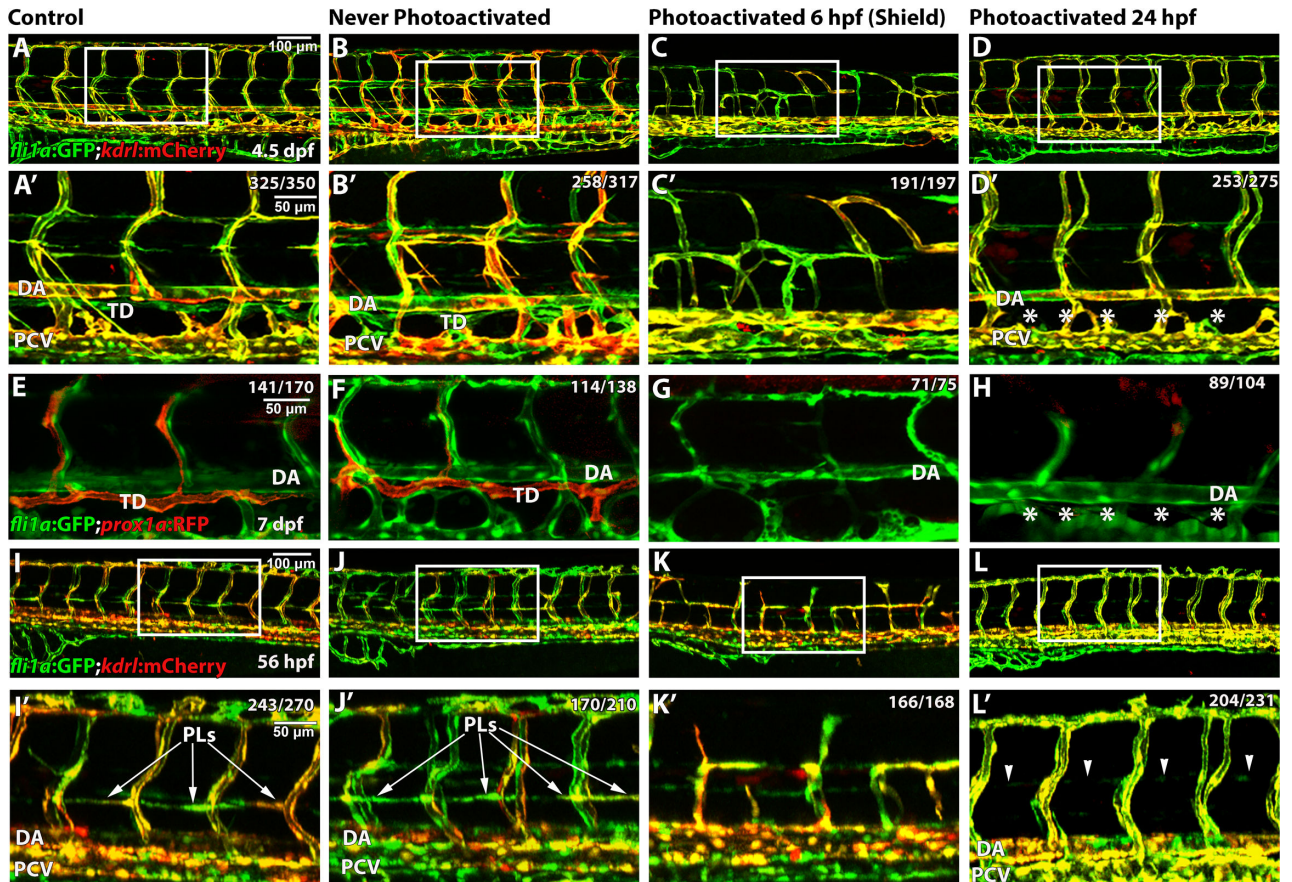 Control
Never Photoactivated
Photoactivated 6 hpf (Shield)
Photoactivated 24 hpf
A
100 µm
B
C
D
fli1a:GFP;kdrl:mCherry
4.5 dpf
A′
325/350
50 µm
DA
TD
PCV
B′
258/317
DA
TD
PCV
C′
191/197
D′
253/275
DA
* * * * *
PCV
E
141/170
50 µm
DA
TD
fli1a:GFP;prox1a:RFP
7 dpf
F
114/138
DA
TD
G
71/75
DA
H
89/104
DA
* * * * *
I
100 µm
J
K
L
fli1a:GFP;kdrl:mCherry
56 hpf
I′
243/270
50 µm
PLs
DA
PCV
J′
170/210
PLs
DA
PCV
K′
166/168
L′
204/231
DA
PCV